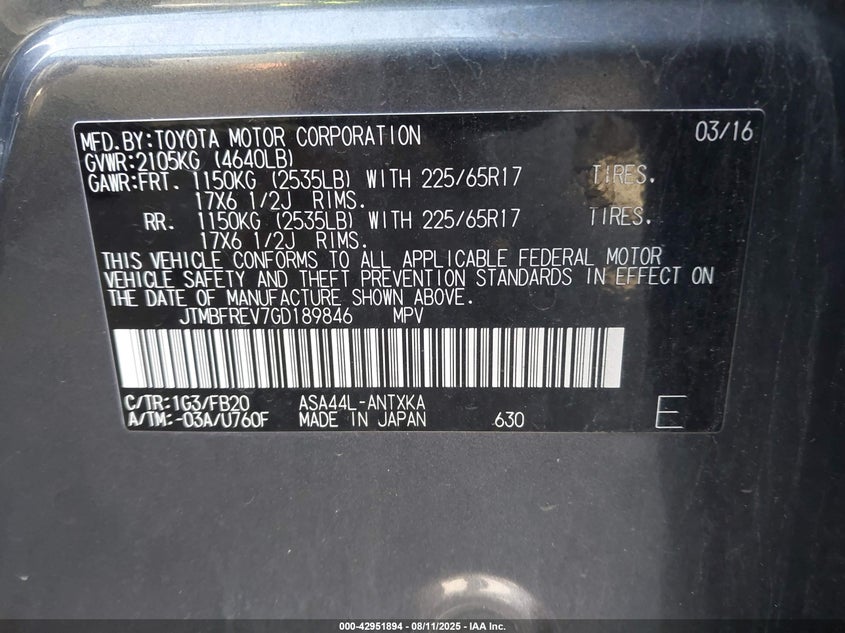 MFD.BY:TOYOTA MOTOR CORPORATION 03/16
GVWR:2105KG (4640LB)
GAWR:FRT. 1150KG (2535LB) WITH 225/65R17 TIRES.
17X6 1/2J RIMS.
RR. 1150KG (2535LB) WITH 225/65R17 TIRES.
17X6 1/2J RIMS.
THIS VEHICLE CONFORMS TO ALL APPLICABLE FEDERAL MOTOR
VEHICLE SAFETY AND THEFT PREVENTION STANDARDS IN EFFECT ON
THE DATE OF MANUFACTURE SHOWN ABOVE.
JTMBFREV7GD189846 MPV
C/TR:1G3/FB20 ASA44L-ANTXKA
A/TM:-03A/U760F MADE IN JAPAN 630 E
000-42951894 - 08/11/2025 - IAA Inc.